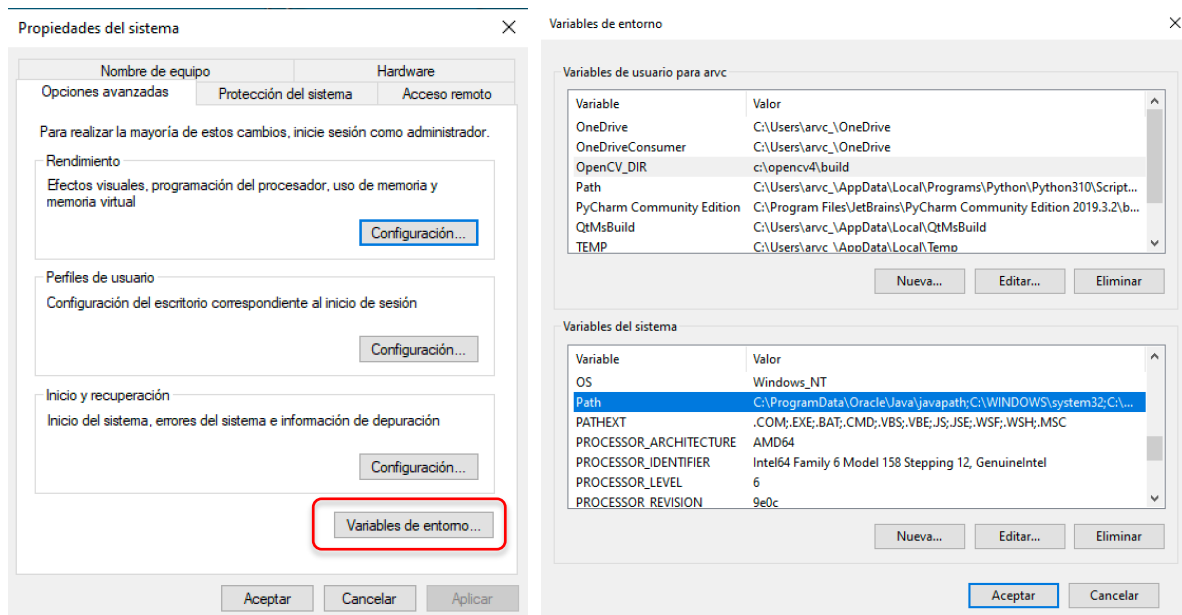 Propiedades del sistema
Nombre de equipo Hardware
Opciones avanzadas Protección del sistema Acceso remoto
Para realizar la mayoría de estos cambios, inicie sesión como administrador.
Rendimiento
Efectos visuales, programación del procesador, uso de memoria y
memoria virtual
Configuración...
Perfiles de usuario
Configuración del escritorio correspondiente al inicio de sesión
Configuración...
Inicio y recuperación
Inicio del sistema, errores del sistema e información de depuración
Configuración...
Variables de entorno...
Aceptar Cancelar Aplicar
Variables de entorno
Variables de usuario para arvc
Variable Valor
OneDrive C:\Users\arvc_\OneDrive
OneDriveConsumer C:\Users\arvc_\OneDrive
OpenCV_DIR c:\opencv4\build
Path C:\Users\arvc_\AppData\Local\Programs\Python\Python310\Script...
PyCharm Community Edition C:\Program Files\JetBrains\PyCharm Community Edition 2019.3.2\b...
QtMsBuild C:\Users\arvc_\AppData\Local\QtMsBuild
TEMP C:\Users\arvc_\AppData\Local\Temp
Nueva... Editar... Eliminar
Variables del sistema
Variable Valor
OS Windows_NT
Path C:\ProgramData\Oracle\Java\javapath;C:\WINDOWS\system32;C:\...
PATHEXT .COM;.EXE;.BAT;.CMD;.VBS;.VBE;.JS;.JSE;.WSF;.WSH;.MSC
PROCESSOR_ARCHITECTURE AMD64
PROCESSOR_IDENTIFIER Intel64 Family 6 Model 158 Stepping 12, GenuineIntel
PROCESSOR_LEVEL 6
PROCESSOR_REVISION 9e0c
Nueva... Editar... Eliminar
Aceptar Cancelar